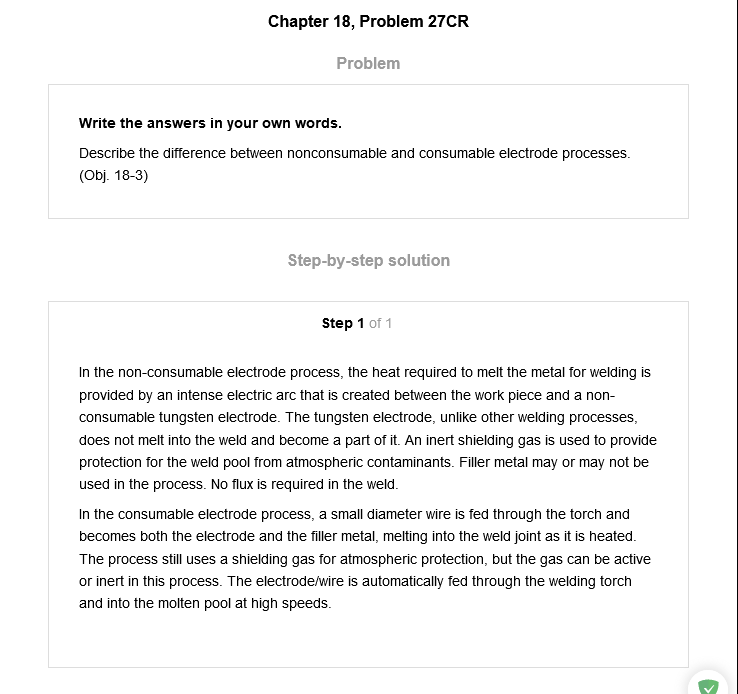 Chapter 18, Problem 27CR
Problem
Write the answers in your own words.
Describe the difference between nonconsumable and consumable electrode processes.
(Obj. 18-3)
Step-by-step solution
Step 1 of 1
In the non-consumable electrode process, the heat required to melt the metal for welding is
provided by an intense electric arc that is created between the work piece and a non-
consumable tungsten electrode. The tungsten electrode, unlike other welding processes,
does not melt into the weld and become a part of it. An inert shielding gas is used to provide
protection for the weld pool from atmospheric contaminants. Filler metal may or may not be
used in the process. No flux is required in the weld.
In the consumable electrode process, a small diameter wire is fed through the torch and
becomes both the electrode and the filler metal, melting into the weld joint as it is heated.
The process still uses a shielding gas for atmospheric protection, but the gas can be active
or inert in this process. The electrode/wire is automatically fed through the welding torch
and into the molten pool at high speeds.